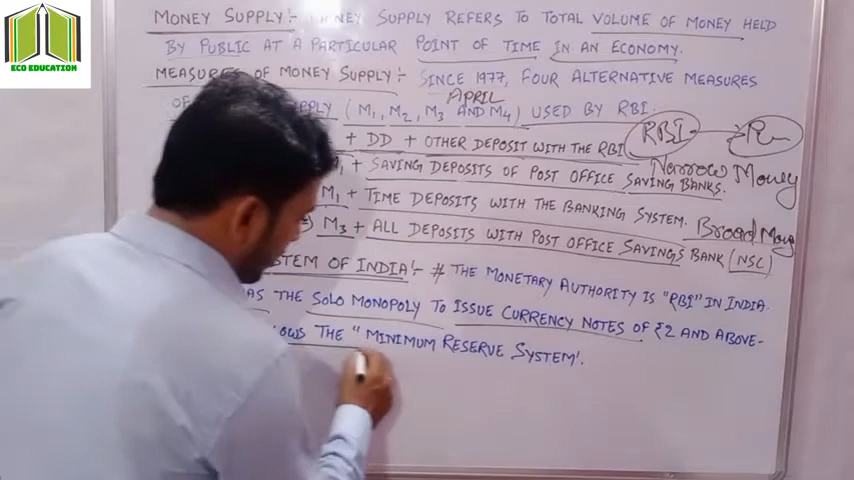 ECO EDUCATION
MONEY SUPPLY:- MONEY SUPPLY REFERS TO TOTAL VOLUME OF MONEY HELD
BY PUBLIC AT A PARTICULAR POINT OF TIME IN AN ECONOMY.
MEASURES OF MONEY SUPPLY:- SINCE 1977, FOUR ALTERNATIVE MEASURES
APRIL
OF SUPPLY (M1, M2, M3 AND M4) USED BY RBI.
+ DD + OTHER DEPOSIT WITH THE RBI RBI
M1 + SAVING DEPOSITS OF POST OFFICE SAVING BANKS. Narrow Money
M1 + TIME DEPOSITS WITH THE BANKING SYSTEM. Broad Money
M3 + ALL DEPOSITS WITH POST OFFICE SAVINGS BANK (NSC)
OF INDIA:- # THE MONETARY AUTHORITY IS "RBI" IN INDIA.
THE SOLO MONOPOLY TO ISSUE CURRENCY NOTES OF ₹2 AND ABOVE-
THE "MINIMUM RESERVE SYSTEM'.